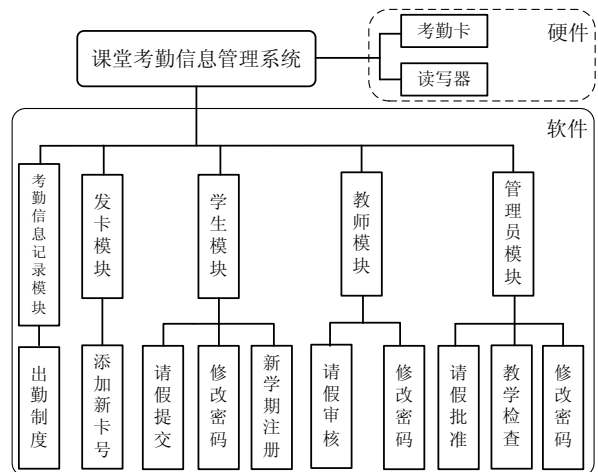 考勤卡
硬件
课堂考勤信息管理系统
读写器
软件
考勤信息记录模块
发卡模块
学生模块
教师模块
管理员模块
出勤制度
添加新卡号
请假提交
修改密码
新学期注册
请假审核
修改密码
请假批准
教学检查
修改密码